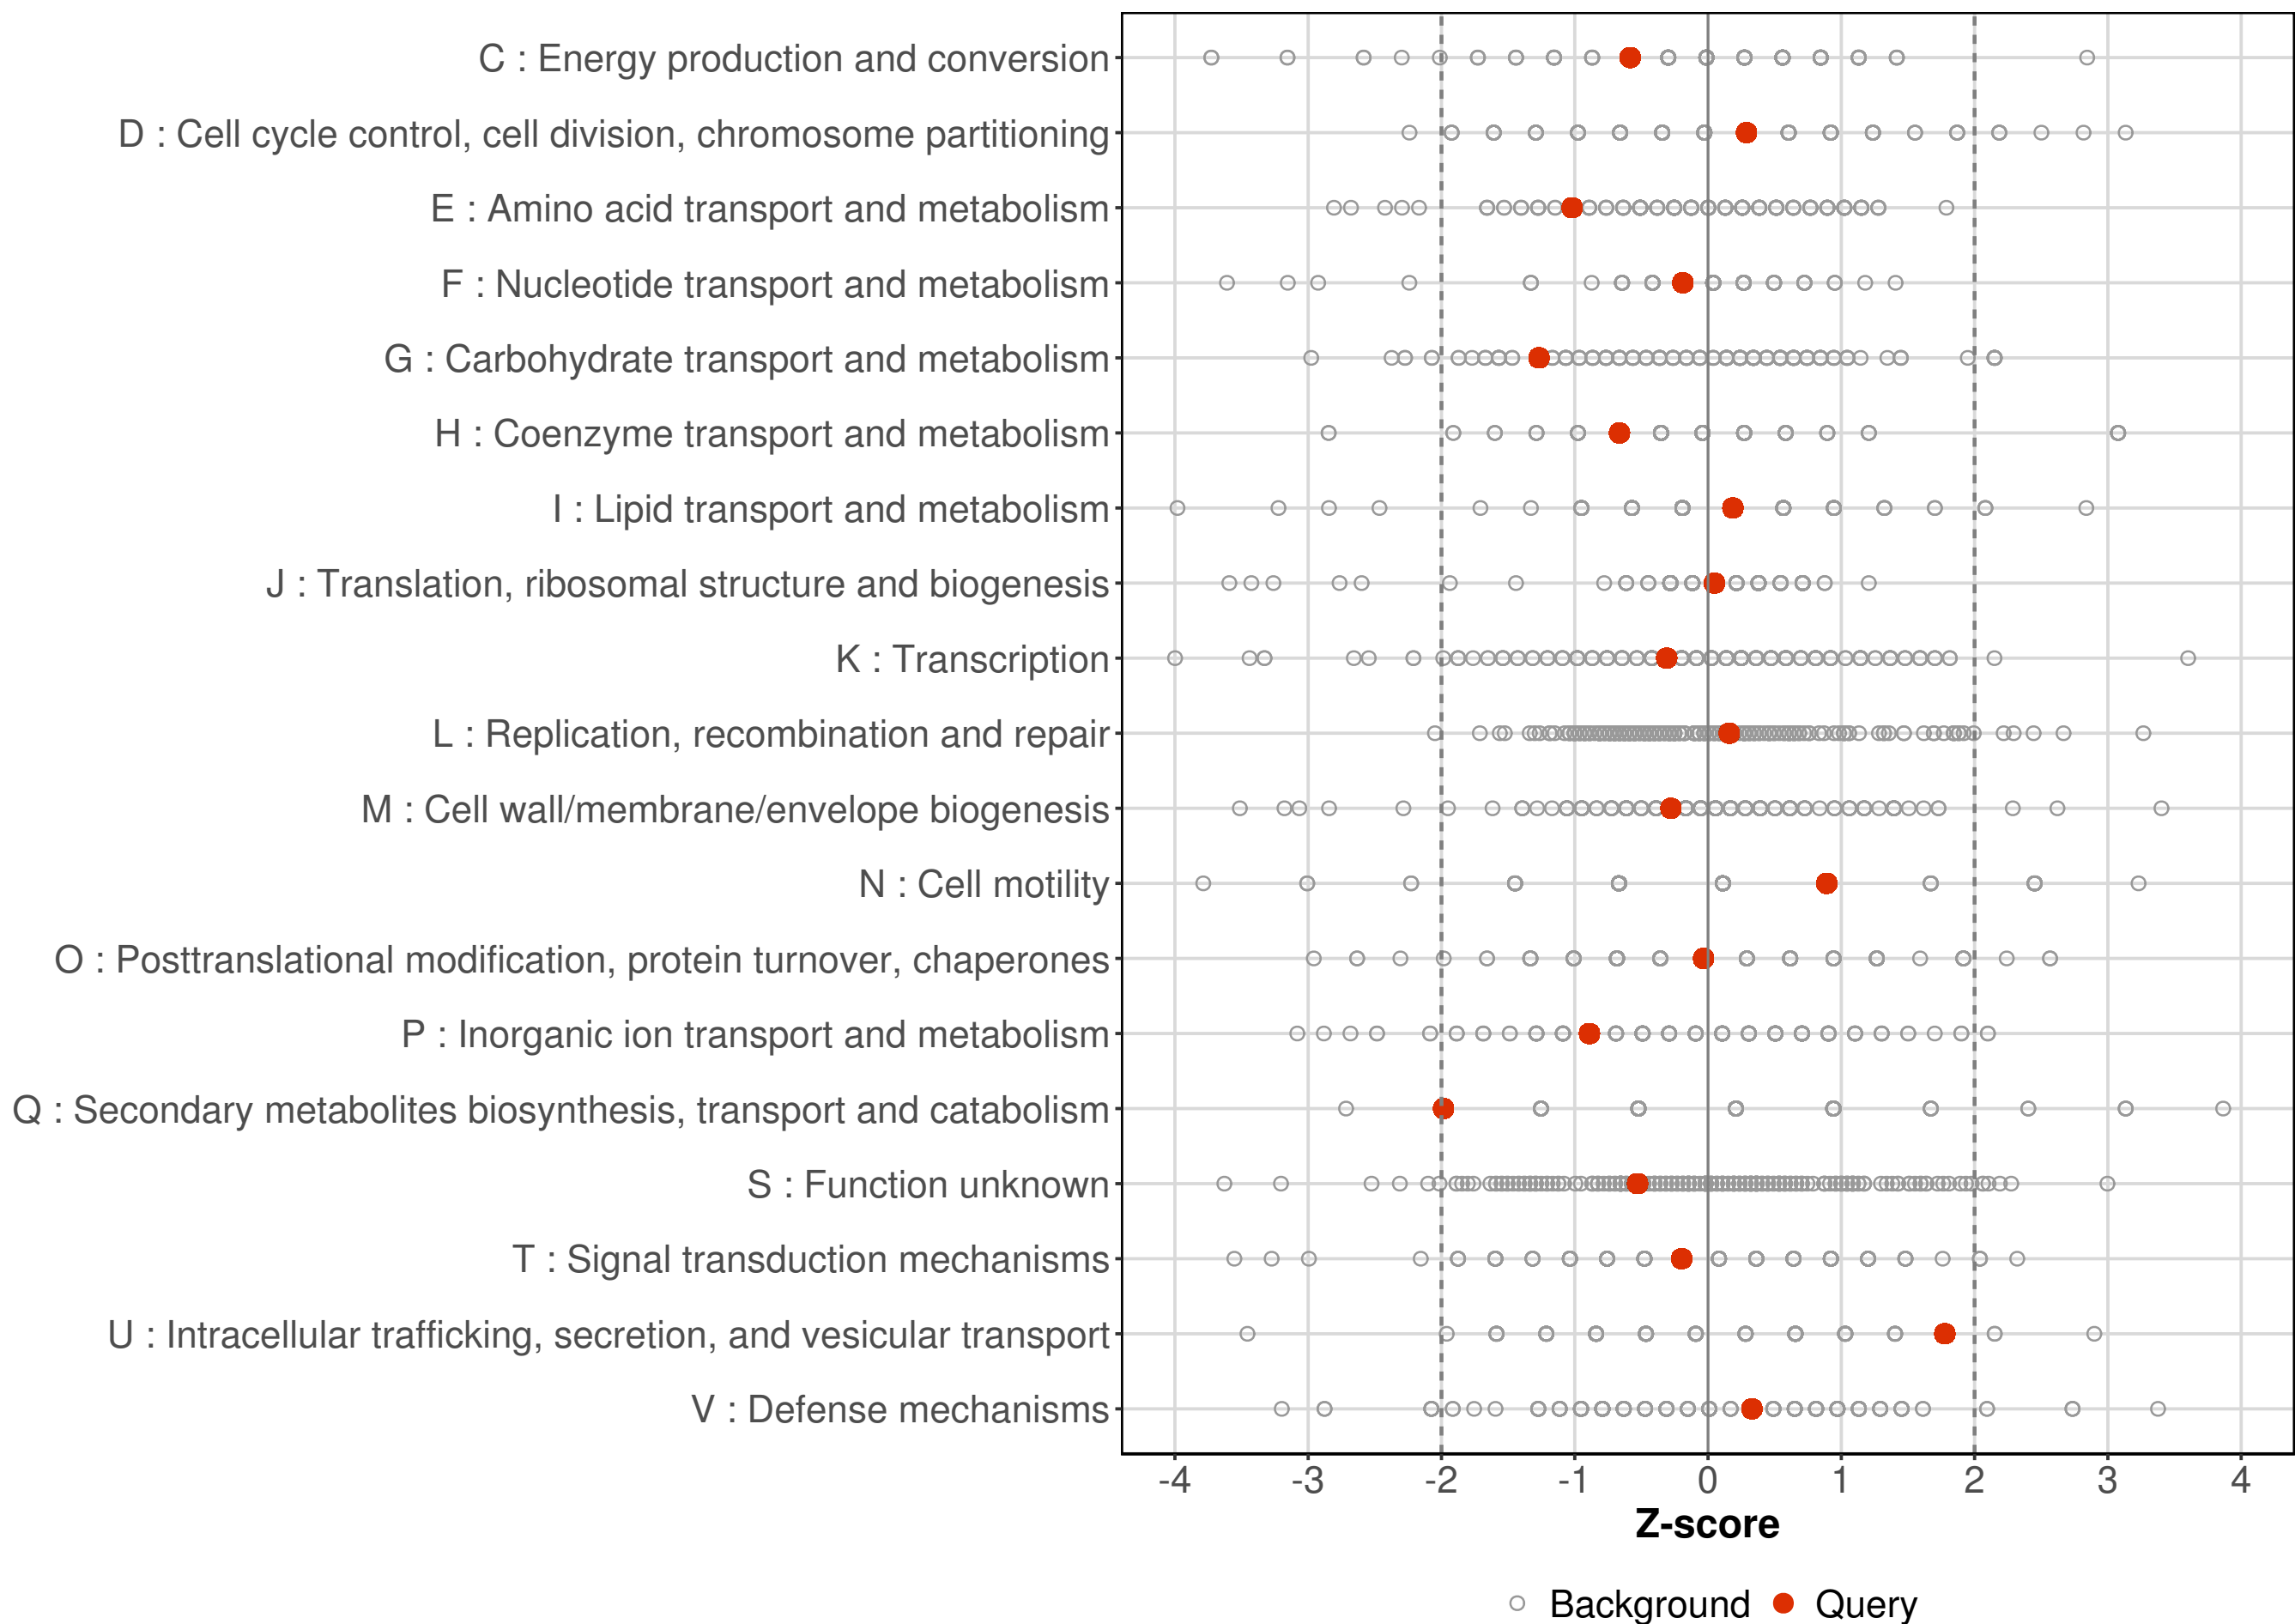 C : Energy production and conversion
D : Cell cycle control, cell division, chromosome partitioning
E : Amino acid transport and metabolism
F : Nucleotide transport and metabolism
G : Carbohydrate transport and metabolism
H : Coenzyme transport and metabolism
I : Lipid transport and metabolism
J : Translation, ribosomal structure and biogenesis
K : Transcription
L : Replication, recombination and repair
M : Cell wall/membrane/envelope biogenesis
N : Cell motility
O : Posttranslational modification, protein turnover, chaperones
P : Inorganic ion transport and metabolism
Q : Secondary metabolites biosynthesis, transport and catabolism
S : Function unknown
T : Signal transduction mechanisms
U : Intracellular trafficking, secretion, and vesicular transport
V : Defense mechanisms
-4 -3 -2 -1 0 1 2 3 4
Z-score
Background Query